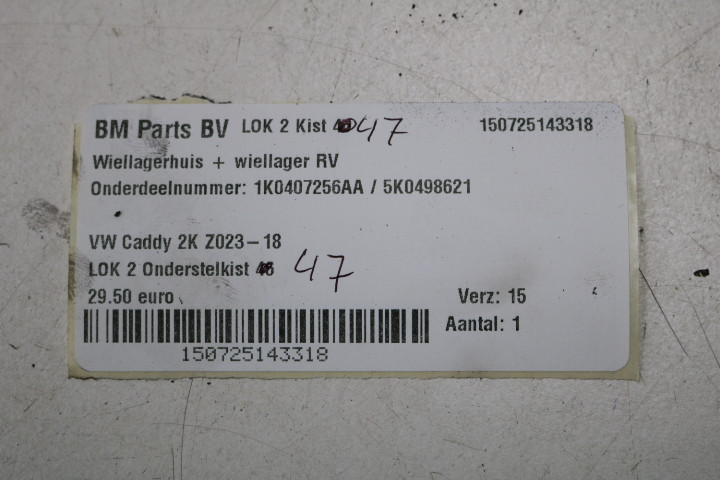 BM Parts BV LOK 2 Kist 47 150725143318
Wiellagerhuis + wiellager RV
Onderdeelnummer: 1K0407256AA / 5K0498621
VW Caddy 2K Z023-18
LOK 2 Onderstelkist 47
29.50 euro Verz: 15
Aantal: 1
150725143318